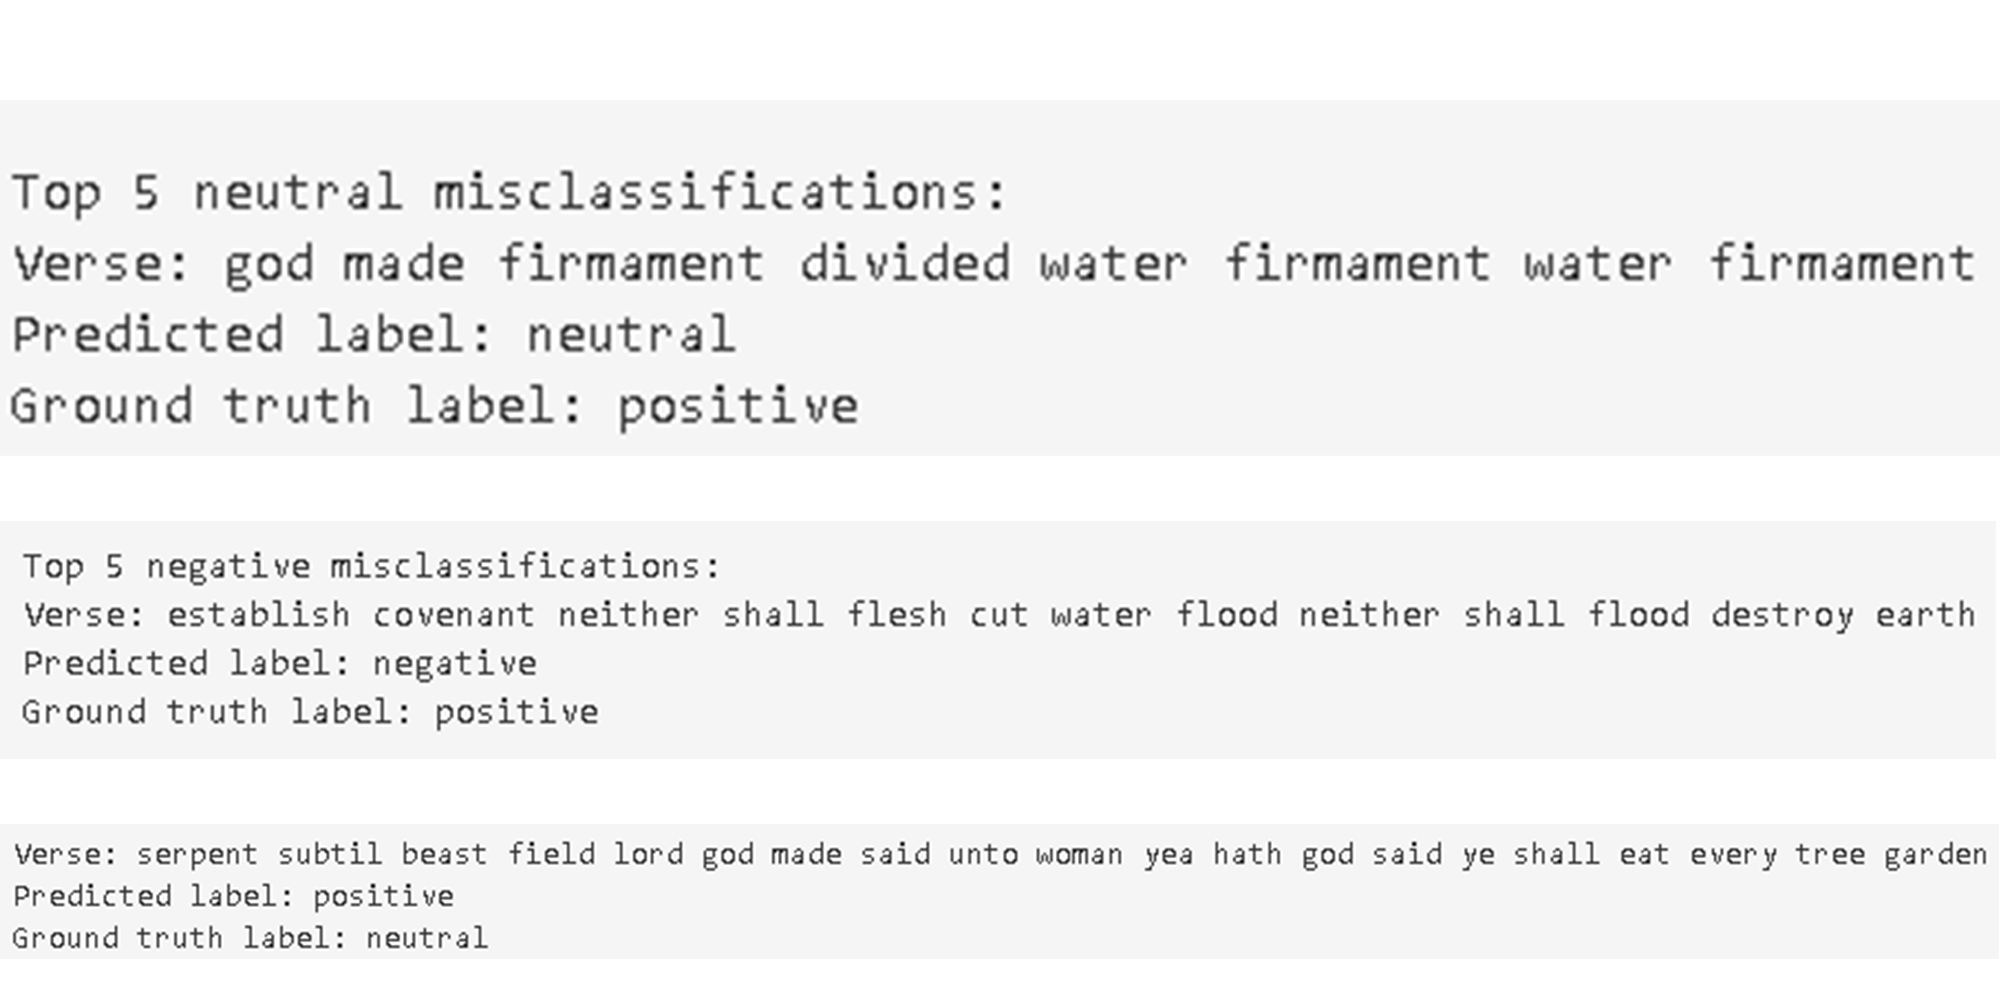 Top 5 neutral misclassifications:
Verse: god made firmament divided water firmament water firmament
Predicted label: neutral
Ground truth label: positive
Top 5 negative misclassifications:
Verse: establish covenant neither shall flesh cut water flood neither shall flood destroy earth
Predicted label: negative
Ground truth label: positive
Verse: serpent subtil beast field lord god made said unto woman yea hath god said ye shall eat every tree garden
Predicted label: positive
Ground truth label: neutral